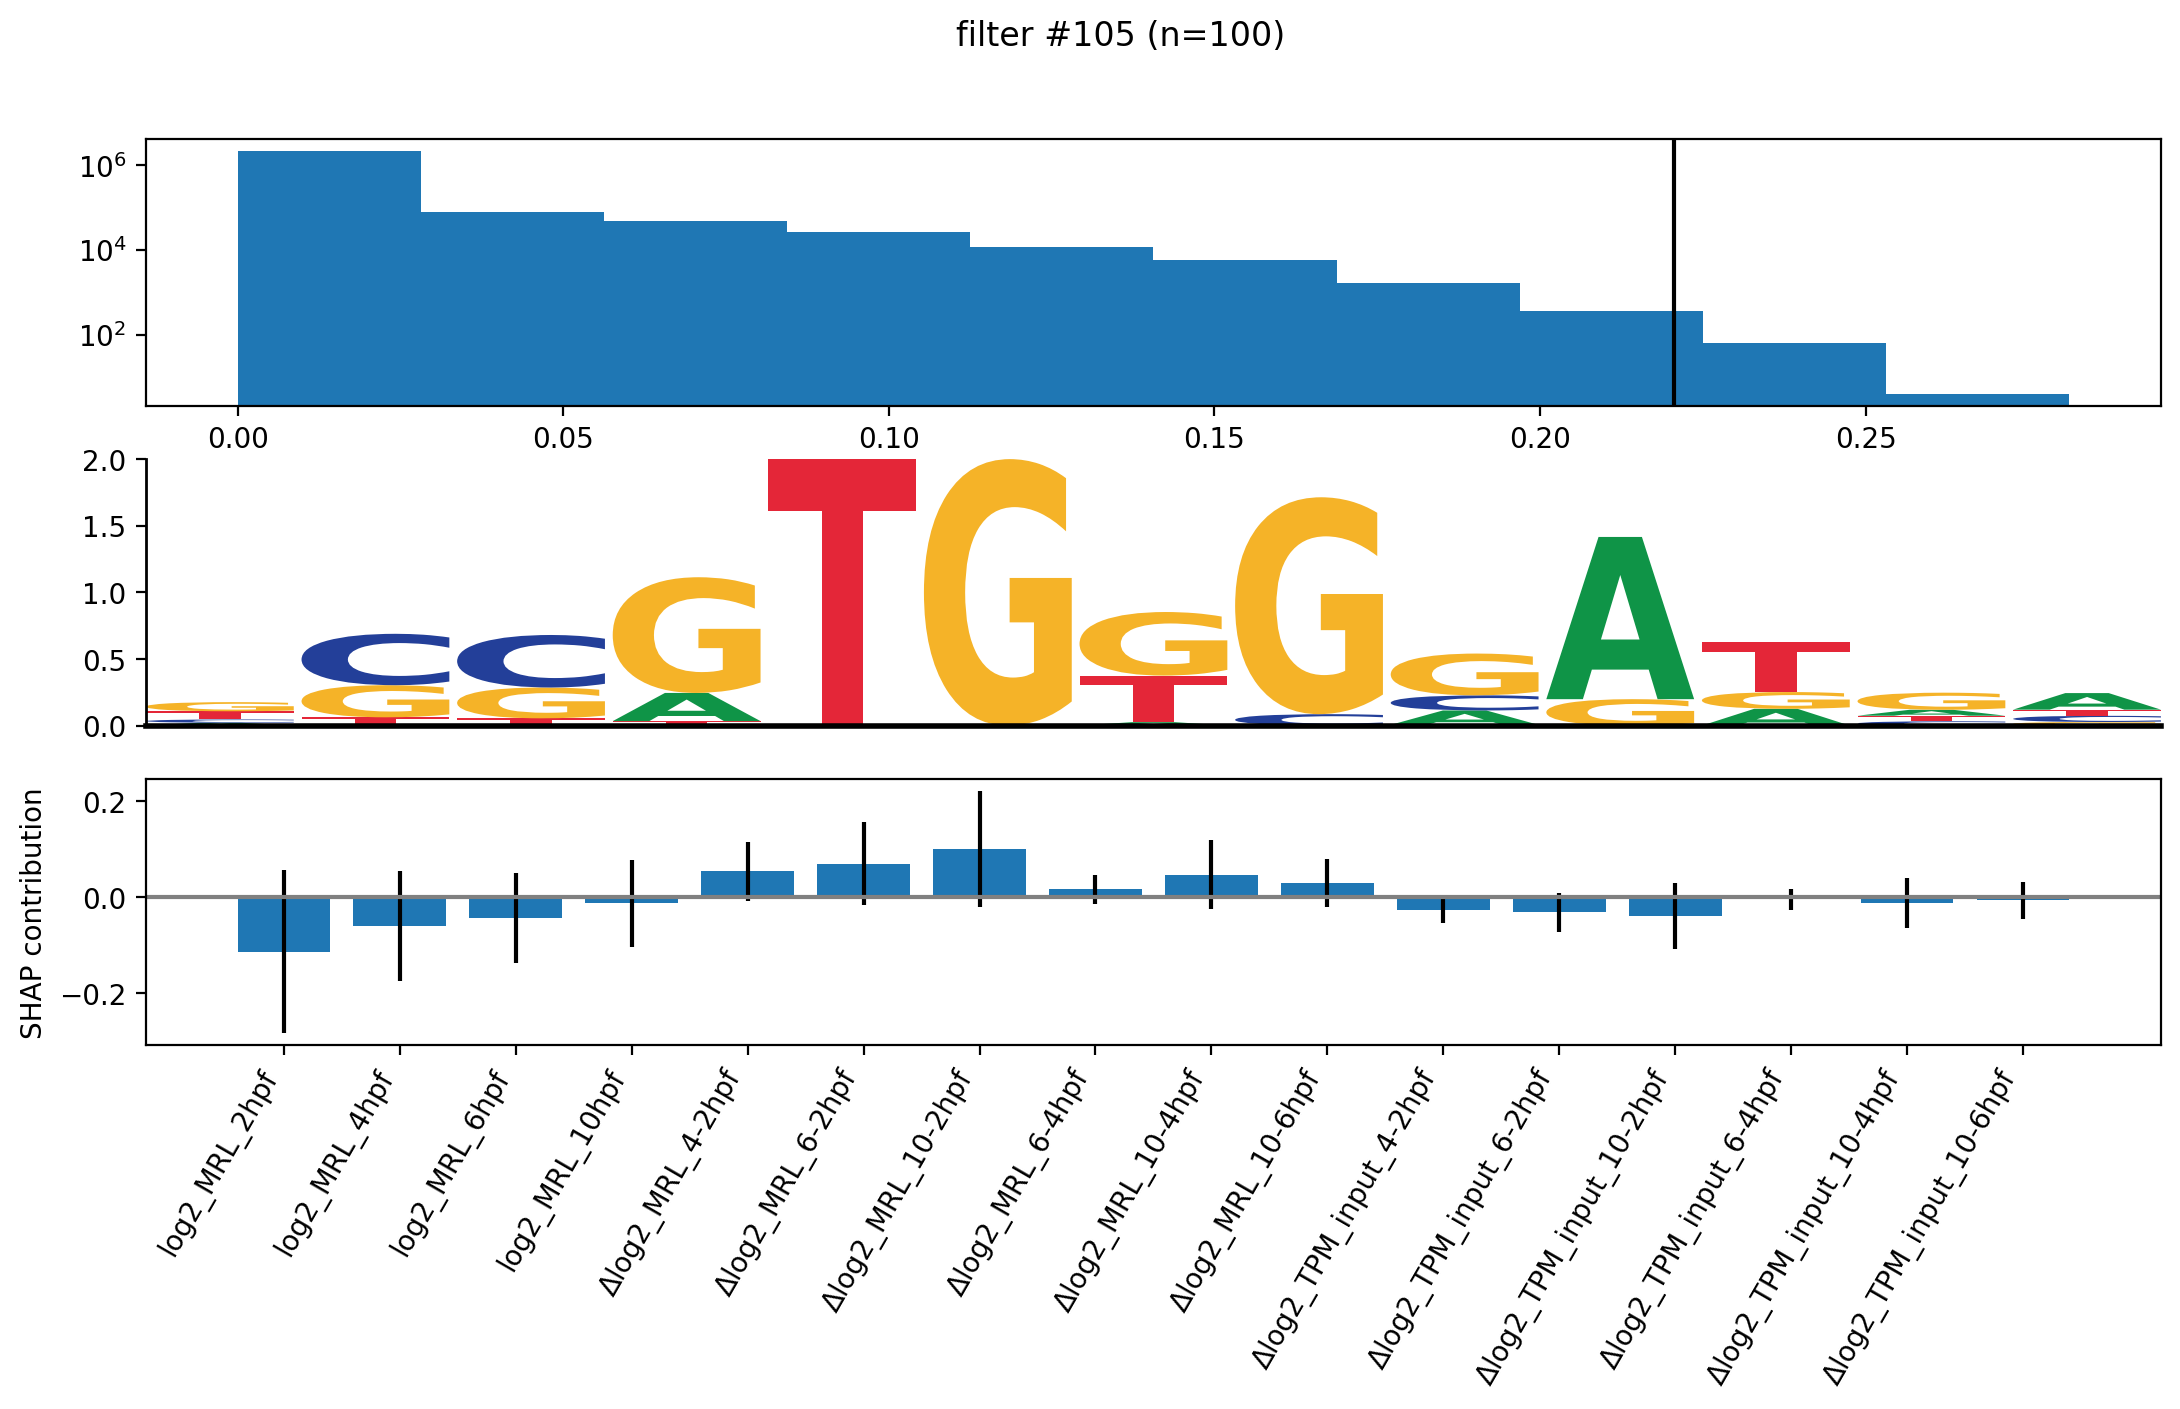 filter #105 (n=100)
10^6
10^4
10^2
0.00 0.05 0.10 0.15 0.20 0.25
2.0
1.5
1.0
0.5
0.0
G T C
C G T
C G T
G A T
T
G
G T A
G C
G C A
A G
T G A
G A T C
A T C G
SHAP contribution
0.2
0.0
−0.2
log2_MRL_2hpf
log2_MRL_4hpf
log2_MRL_6hpf
log2_MRL_10hpf
Δlog2_MRL_4-2hpf
Δlog2_MRL_6-2hpf
Δlog2_MRL_10-2hpf
Δlog2_MRL_6-4hpf
Δlog2_MRL_10-4hpf
Δlog2_MRL_10-6hpf
Δlog2_TPM_input_4-2hpf
Δlog2_TPM_input_6-2hpf
Δlog2_TPM_input_10-2hpf
Δlog2_TPM_input_6-4hpf
Δlog2_TPM_input_10-4hpf
Δlog2_TPM_input_10-6hpf